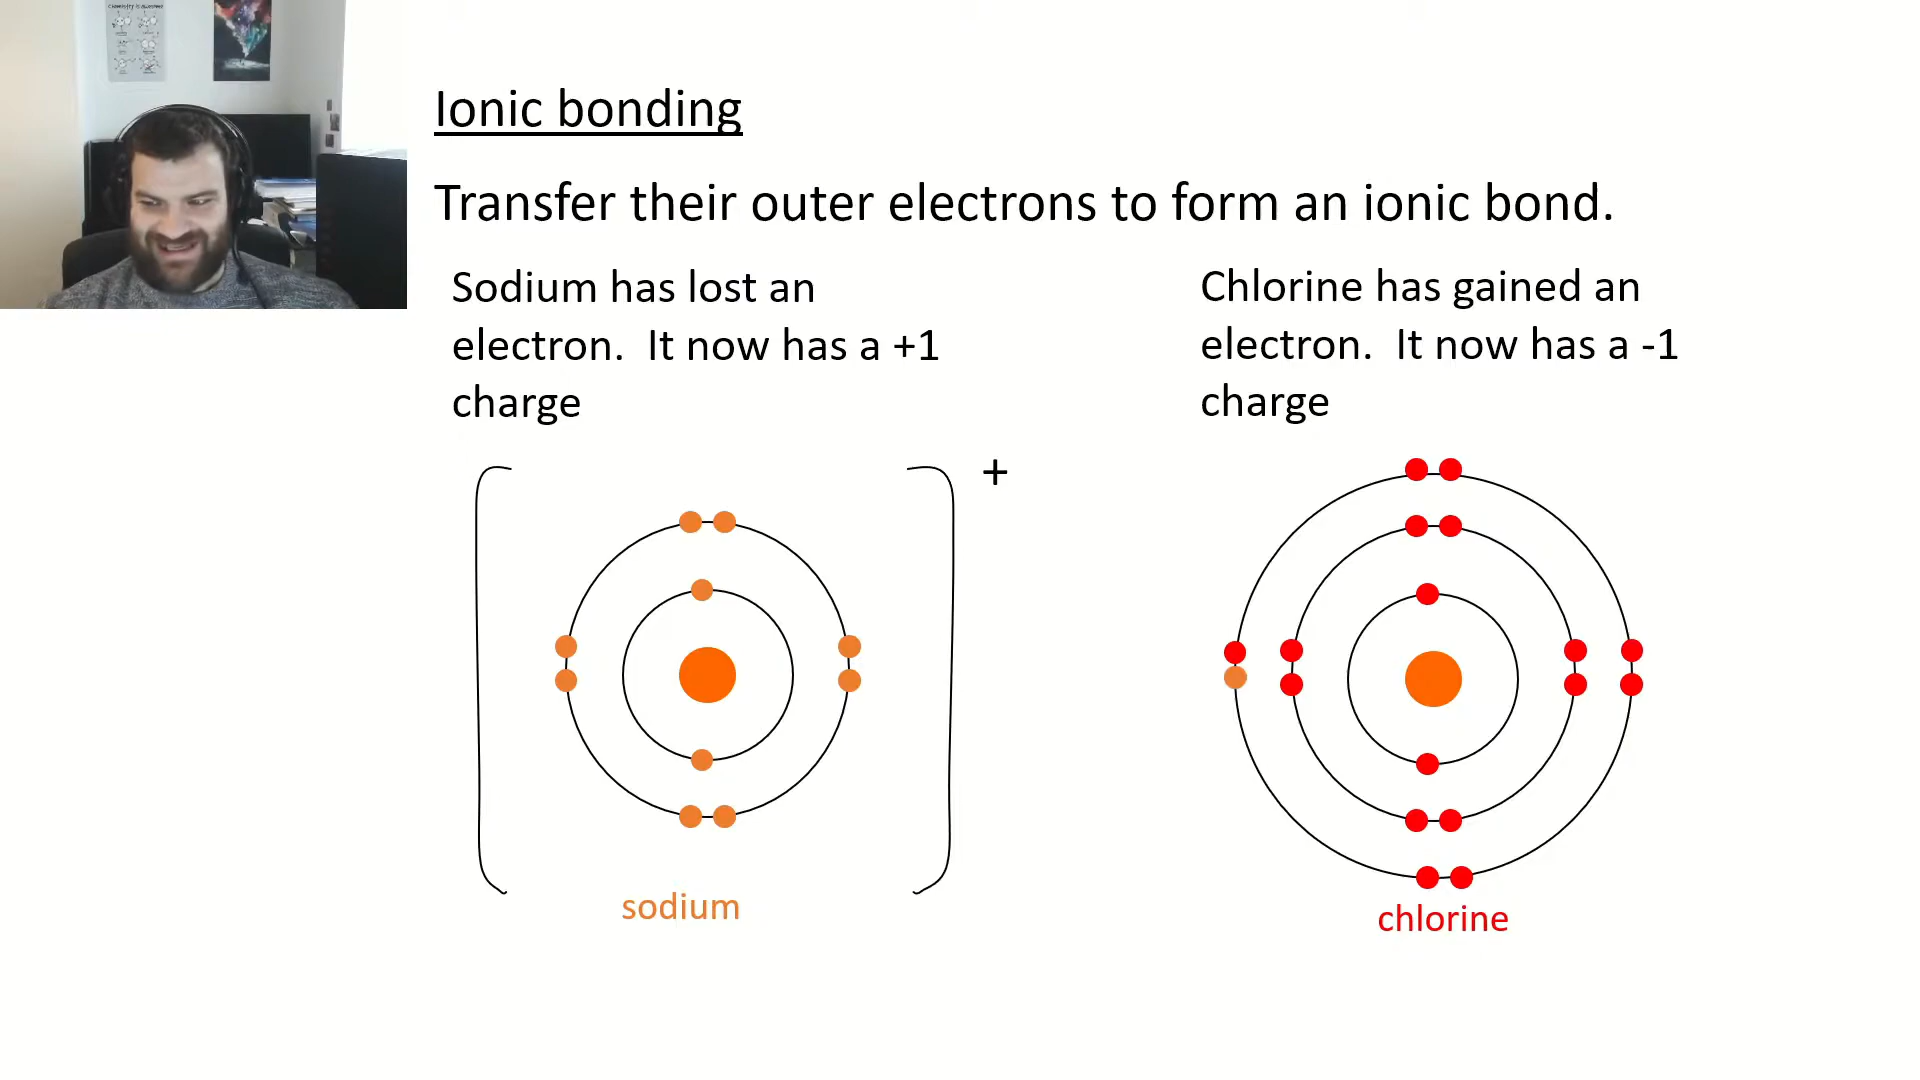 Ionic bonding
Transfer their outer electrons to form an ionic bond.
Sodium has lost an
electron.  It now has a +1
charge
Chlorine has gained an
electron.  It now has a -1
charge
+
sodium
chlorine